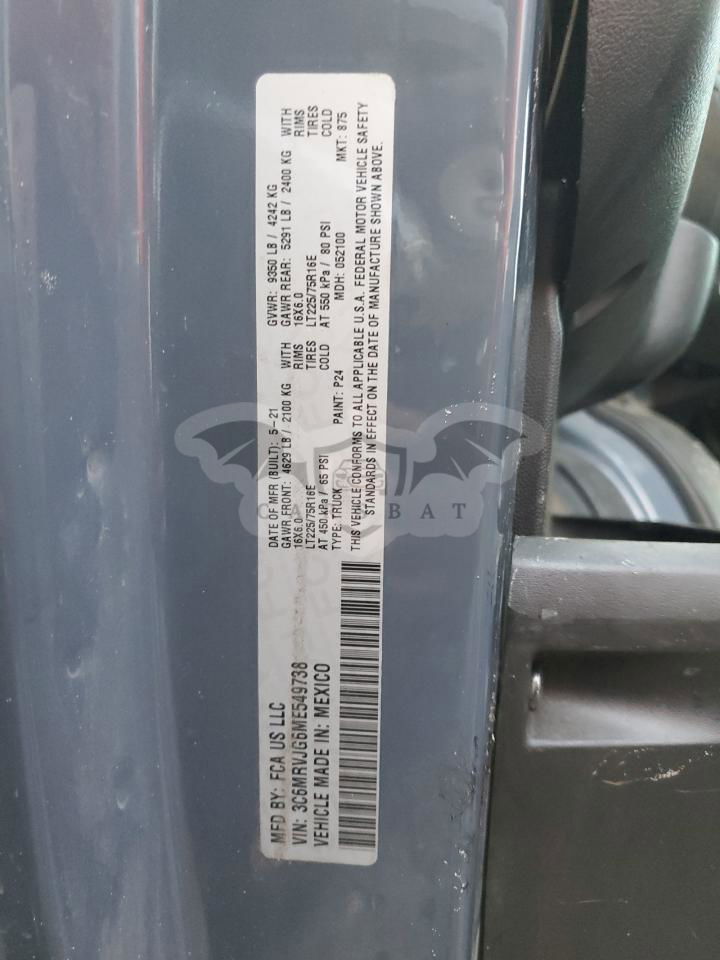 MFD BY: FCA US LLC
DATE OF MFR (BUILT): 5-21
GVWR: 9350 LB / 4242 KG
GAWR FRONT: 4629 LB / 2100 KG WITH
GAWR REAR: 5291 LB / 2400 KG WITH
16X6.0 RIMS
16X6.0 RIMS
LT225/75R16E TIRES
LT225/75R16E TIRES
AT 450 kPa / 65 PSI COLD
AT 550 kPa / 80 PSI COLD
VIN: 3C6MRVJG6ME549738
TYPE: TRUCK PAINT: P24 MDH: 052100 MKT: 875
VEHICLE MADE IN: MEXICO
THIS VEHICLE CONFORMS TO ALL APPLICABLE U.S.A. FEDERAL MOTOR VEHICLE SAFETY
STANDARDS IN EFFECT ON THE DATE OF MANUFACTURE SHOWN ABOVE.
CARCBAT